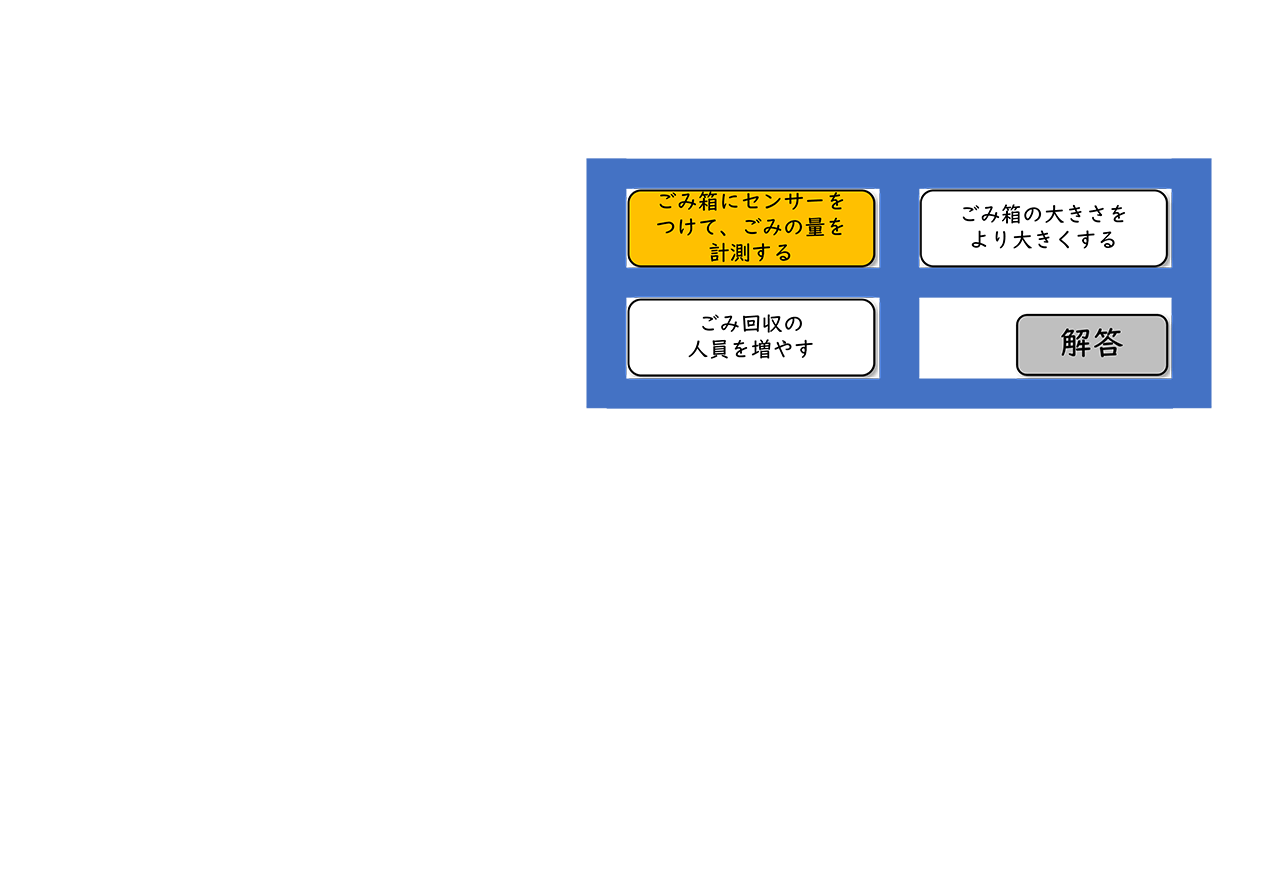 ごみ箱にセンサーを
つけて、ごみの量を
計測する
ごみ箱の大きさを
より大きくする
ごみ回収の
人員を増やす
解答